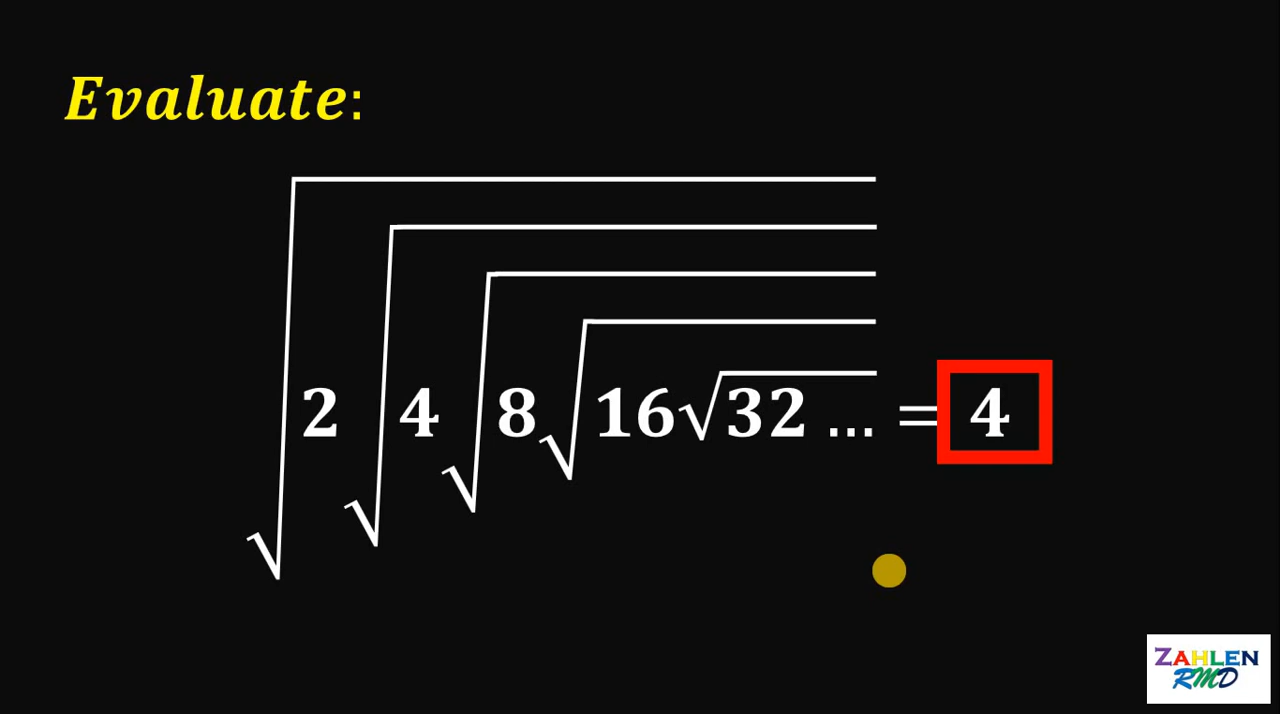 Evaluate:
√2√4√8√16√32 ... = 4
ZAHLEN
RMD